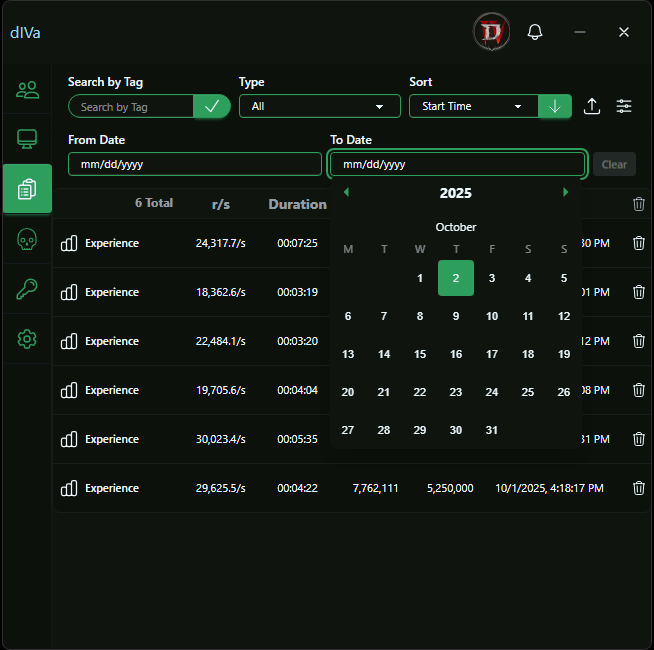 dIVa
Search by Tag Type Sort
Search by Tag All Start Time
From Date To Date
mm/dd/yyyy mm/dd/yyyy Clear
2025
6 Total r/s Duration
October
M T W T F S S
Experience 24,317.7/s 00:07:25 30 PM
1 2 3 4 5
Experience 18,362.6/s 00:03:19 01 PM
6 7 8 9 10 11 12
Experience 22,484.1/s 00:03:20 12 PM
13 14 15 16 17 18 19
Experience 19,705.6/s 00:04:04 08 PM
20 21 22 23 24 25 26
Experience 30,023.4/s 00:05:35 31 PM
27 28 29 30 31
Experience 29,625.5/s 00:04:22 7,762,111 5,250,000 10/1/2025, 4:18:17 PM